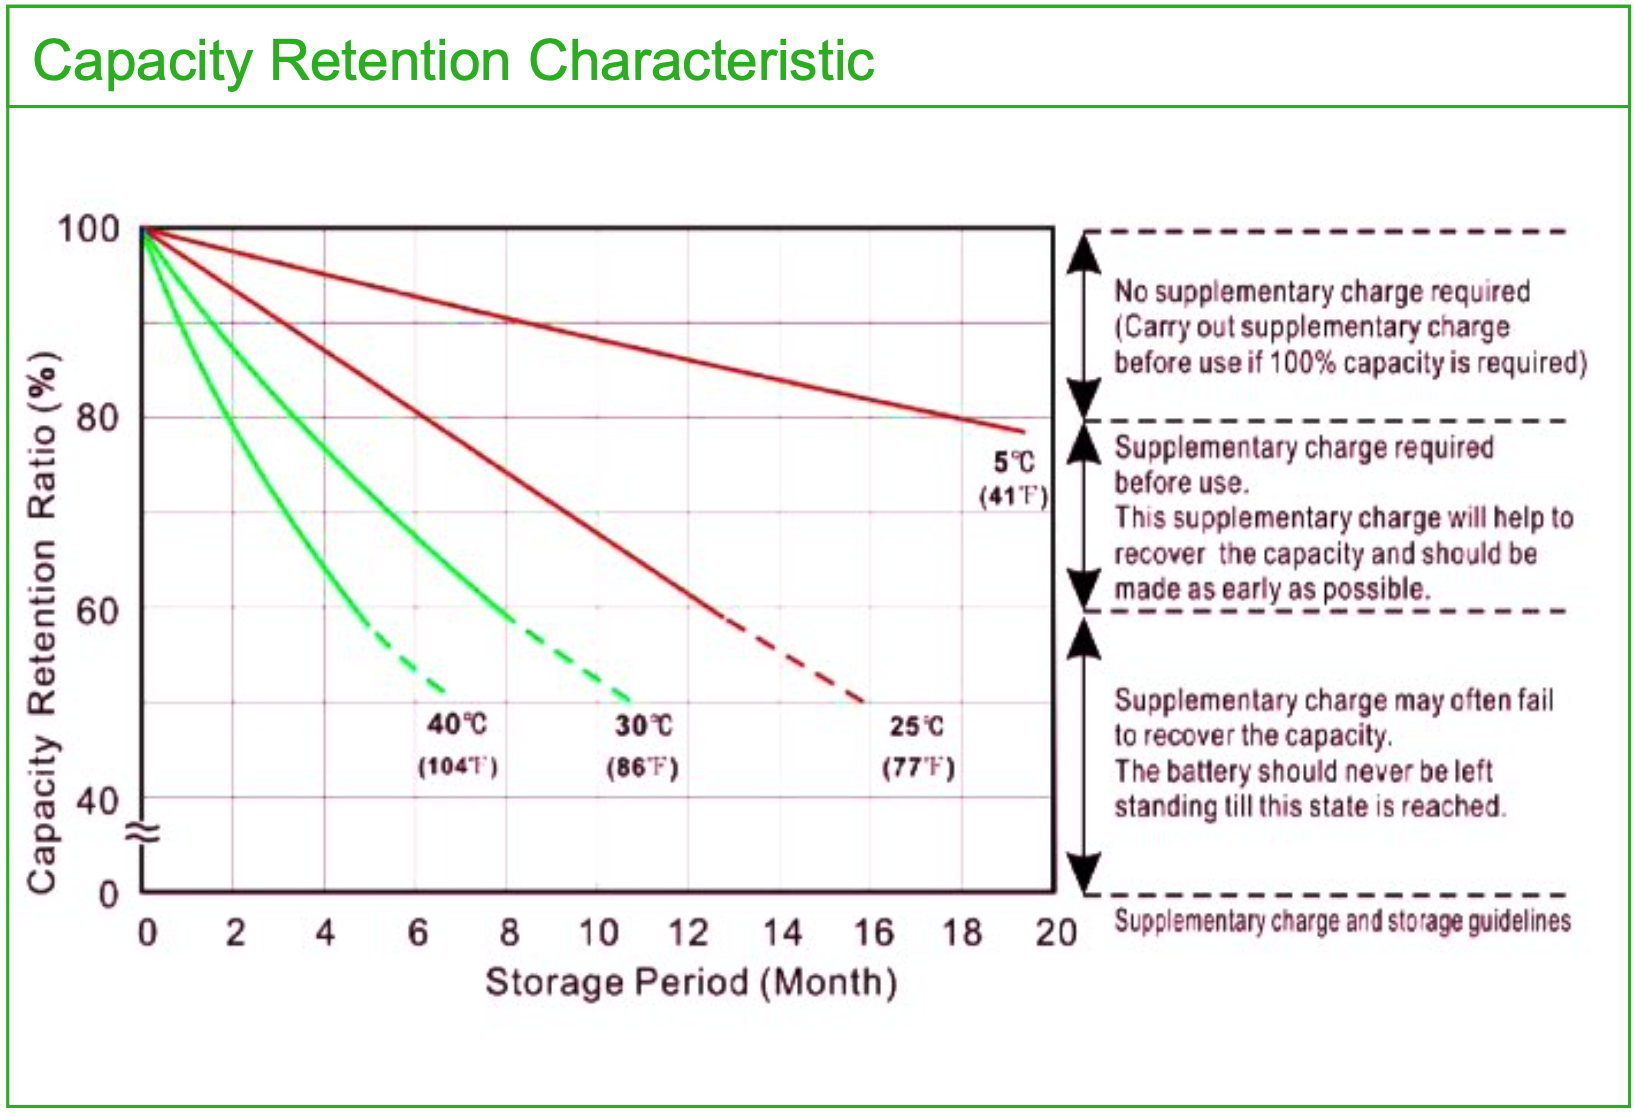 Capacity Retention Characteristic
Capacity Retention Ratio (%)
100
80
60
40
0
0 2 4 6 8 10 12 14 16 18 20
Storage Period (Month)
5℃
(41℉)
40℃
(104℉)
30℃
(86℉)
25℃
(77℉)
No supplementary charge required
(Carry out supplementary charge
before use if 100% capacity is required)
Supplementary charge required
before use.
This supplementary charge will help to
recover the capacity and should be
made as early as possible.
Supplementary charge may often fail
to recover the capacity.
The battery should never be left
standing till this state is reached.
Supplementary charge and storage guidelines